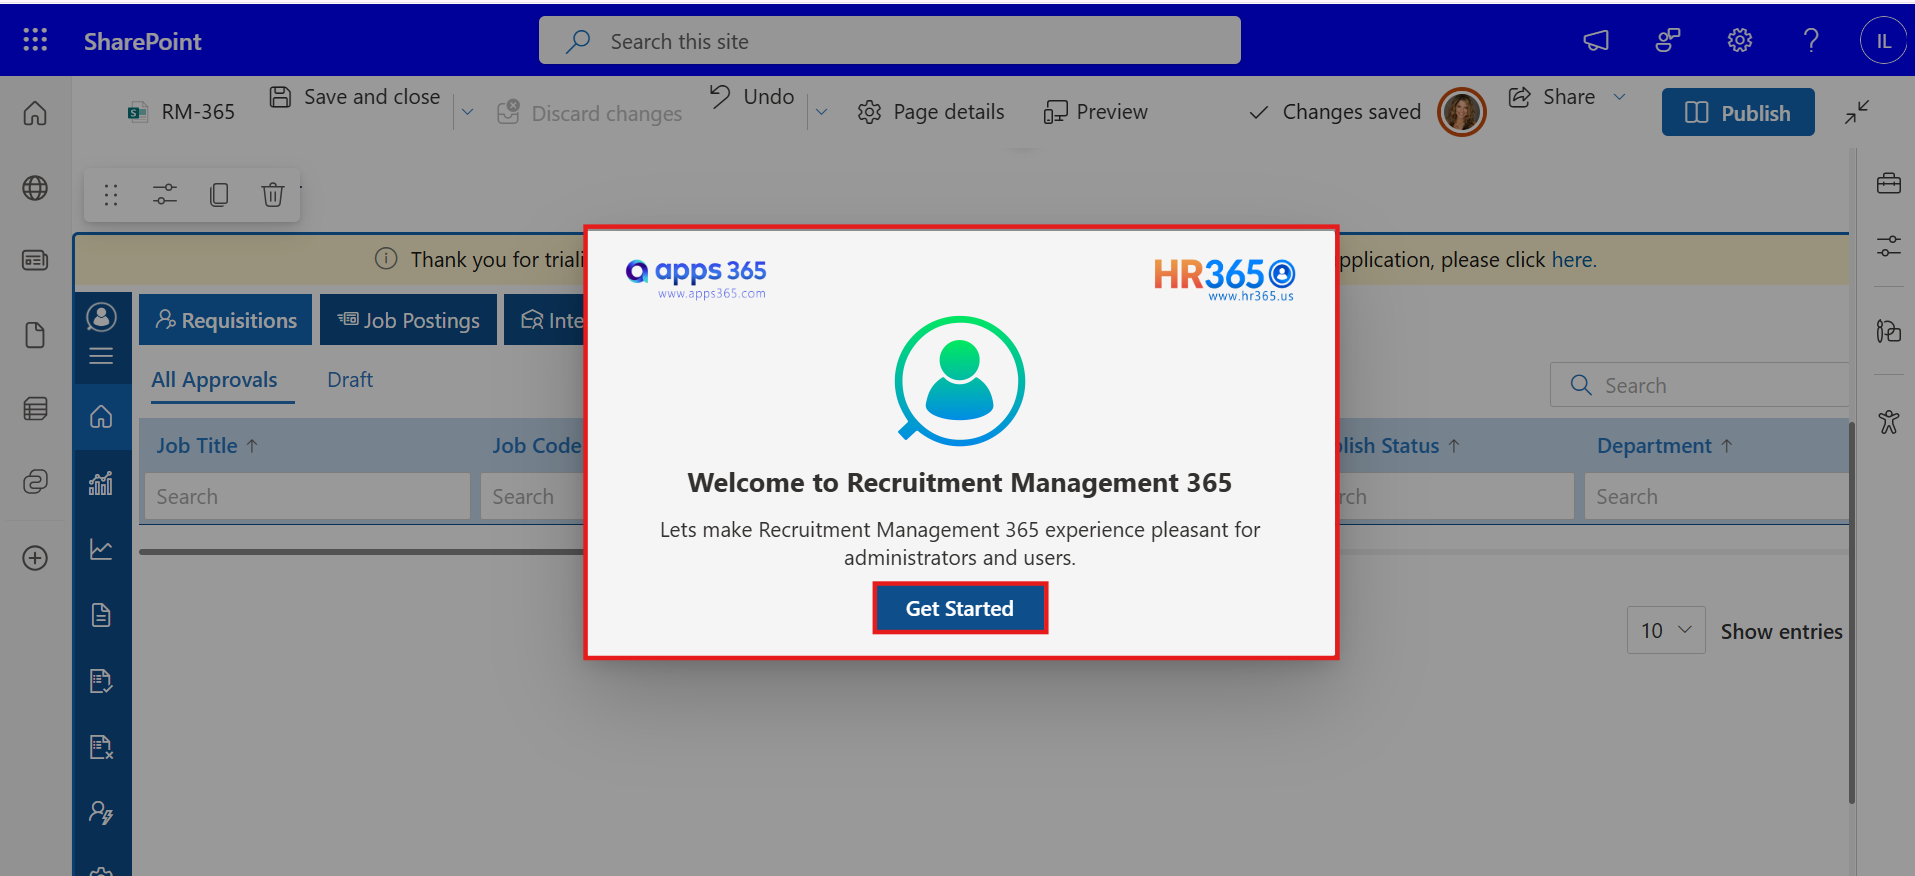 SharePoint
Search this site
IL
RM-365
Save and close
Discard changes
Undo
Page details
Preview
Changes saved
Share
Publish
Thank you for triali
pplication, please click here.
apps 365
www.apps365.com
HR365
www.hr365.us
Requisitions
Job Postings
Inte
All Approvals
Draft
Search
Job Title ↑
Job Code
lish Status ↑
Department ↑
Search
Search
rch
Search
Welcome to Recruitment Management 365
Lets make Recruitment Management 365 experience pleasant for
administrators and users.
Get Started
10
Show entries